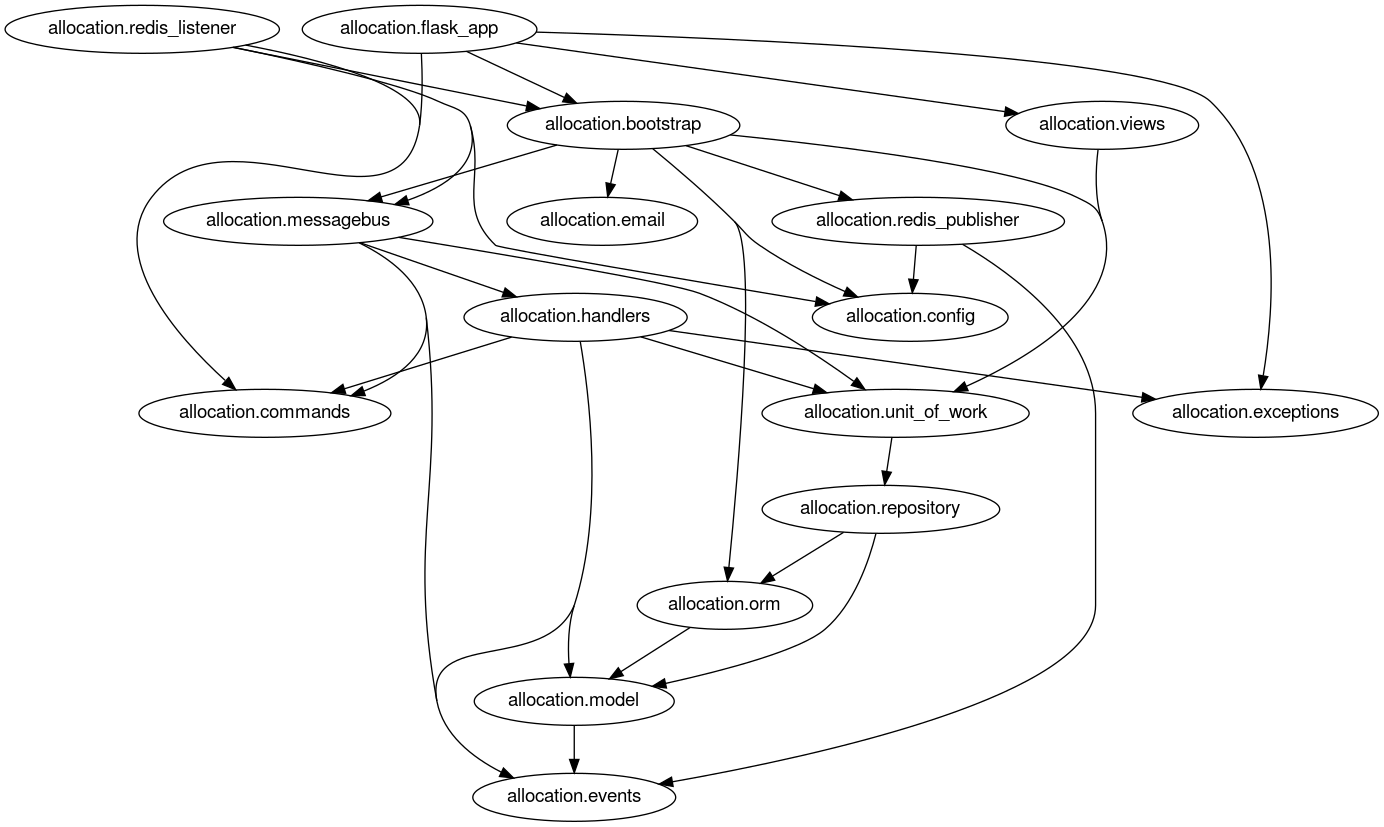 allocation.redis_listener
allocation.flask_app
allocation.bootstrap
allocation.views
allocation.messagebus
allocation.email
allocation.redis_publisher
allocation.handlers
allocation.config
allocation.commands
allocation.unit_of_work
allocation.exceptions
allocation.repository
allocation.orm
allocation.model
allocation.events